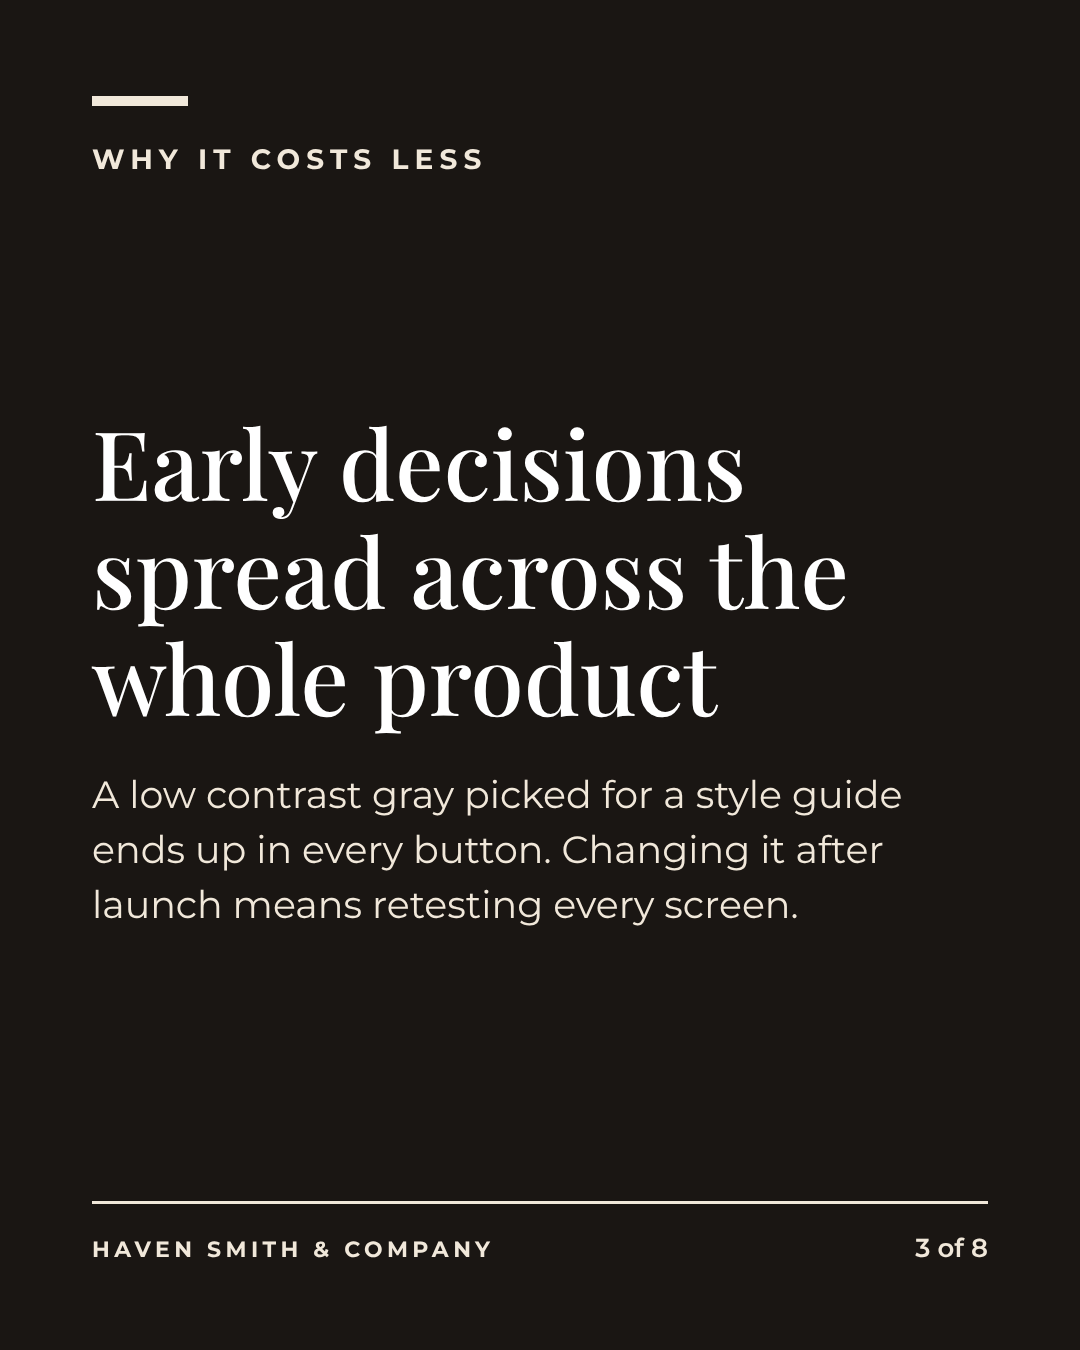 WHY IT COSTS LESS
Early decisions
spread across the
whole product
A low contrast gray picked for a style guide
ends up in every button. Changing it after
launch means retesting every screen.
HAVEN SMITH & COMPANY
3 of 8